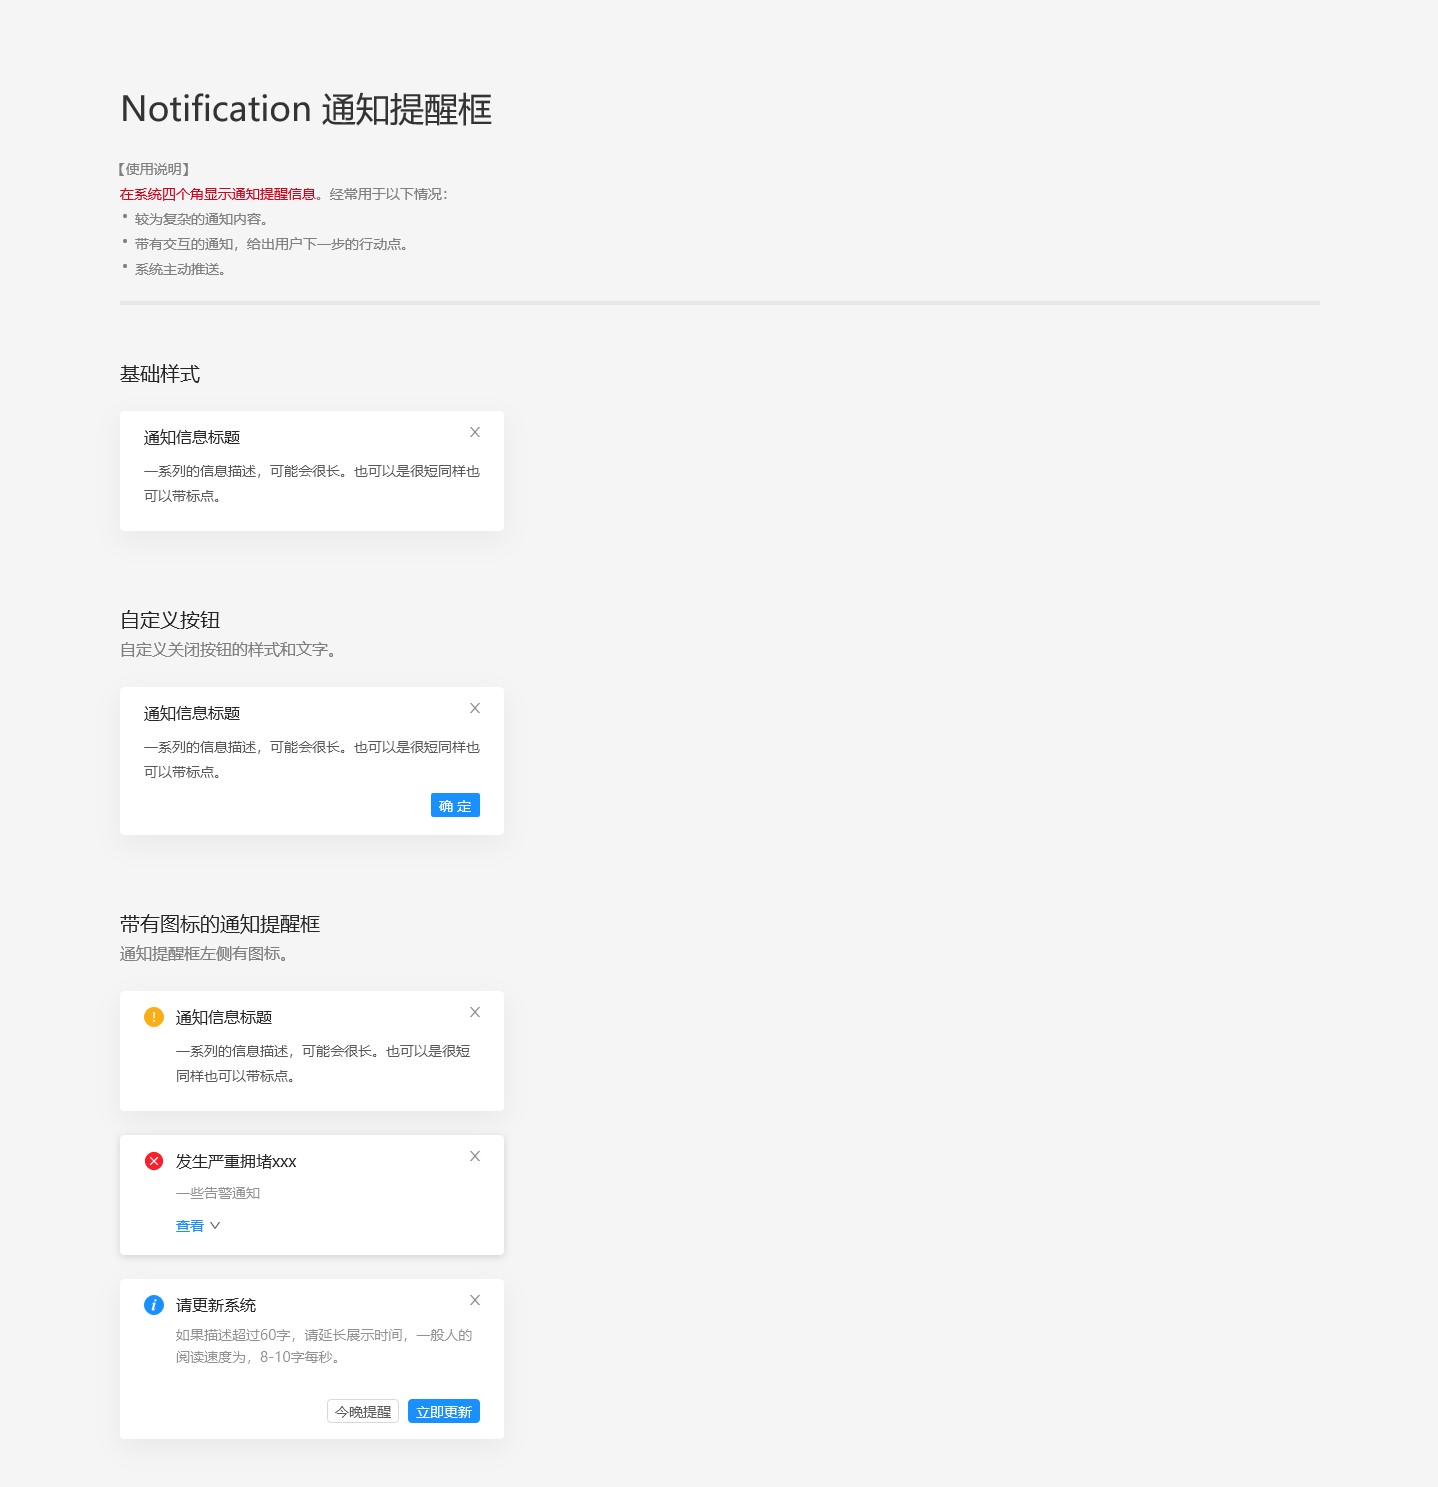 Notification 通知提醒框
【使用说明】
在系统四个角显示通知提醒信息。经常用于以下情况：
• 较为复杂的通知内容。
• 带有交互的通知，给出用户下一步的行动点。
• 系统主动推送。
基础样式
通知信息标题
一系列的信息描述，可能会很长。也可以是很短同样也
可以带标点。
自定义按钮
自定义关闭按钮的样式和文字。
通知信息标题
一系列的信息描述，可能会很长。也可以是很短同样也
可以带标点。
确 定
带有图标的通知提醒框
通知提醒框左侧有图标。
通知信息标题
一系列的信息描述，可能会很长。也可以是很短
同样也可以带标点。
发生严重拥堵xxx
一些告警通知
查看
请更新系统
如果描述超过60字，请延长展示时间，一般人的
阅读速度为，8-10字每秒。
今晚提醒 立即更新